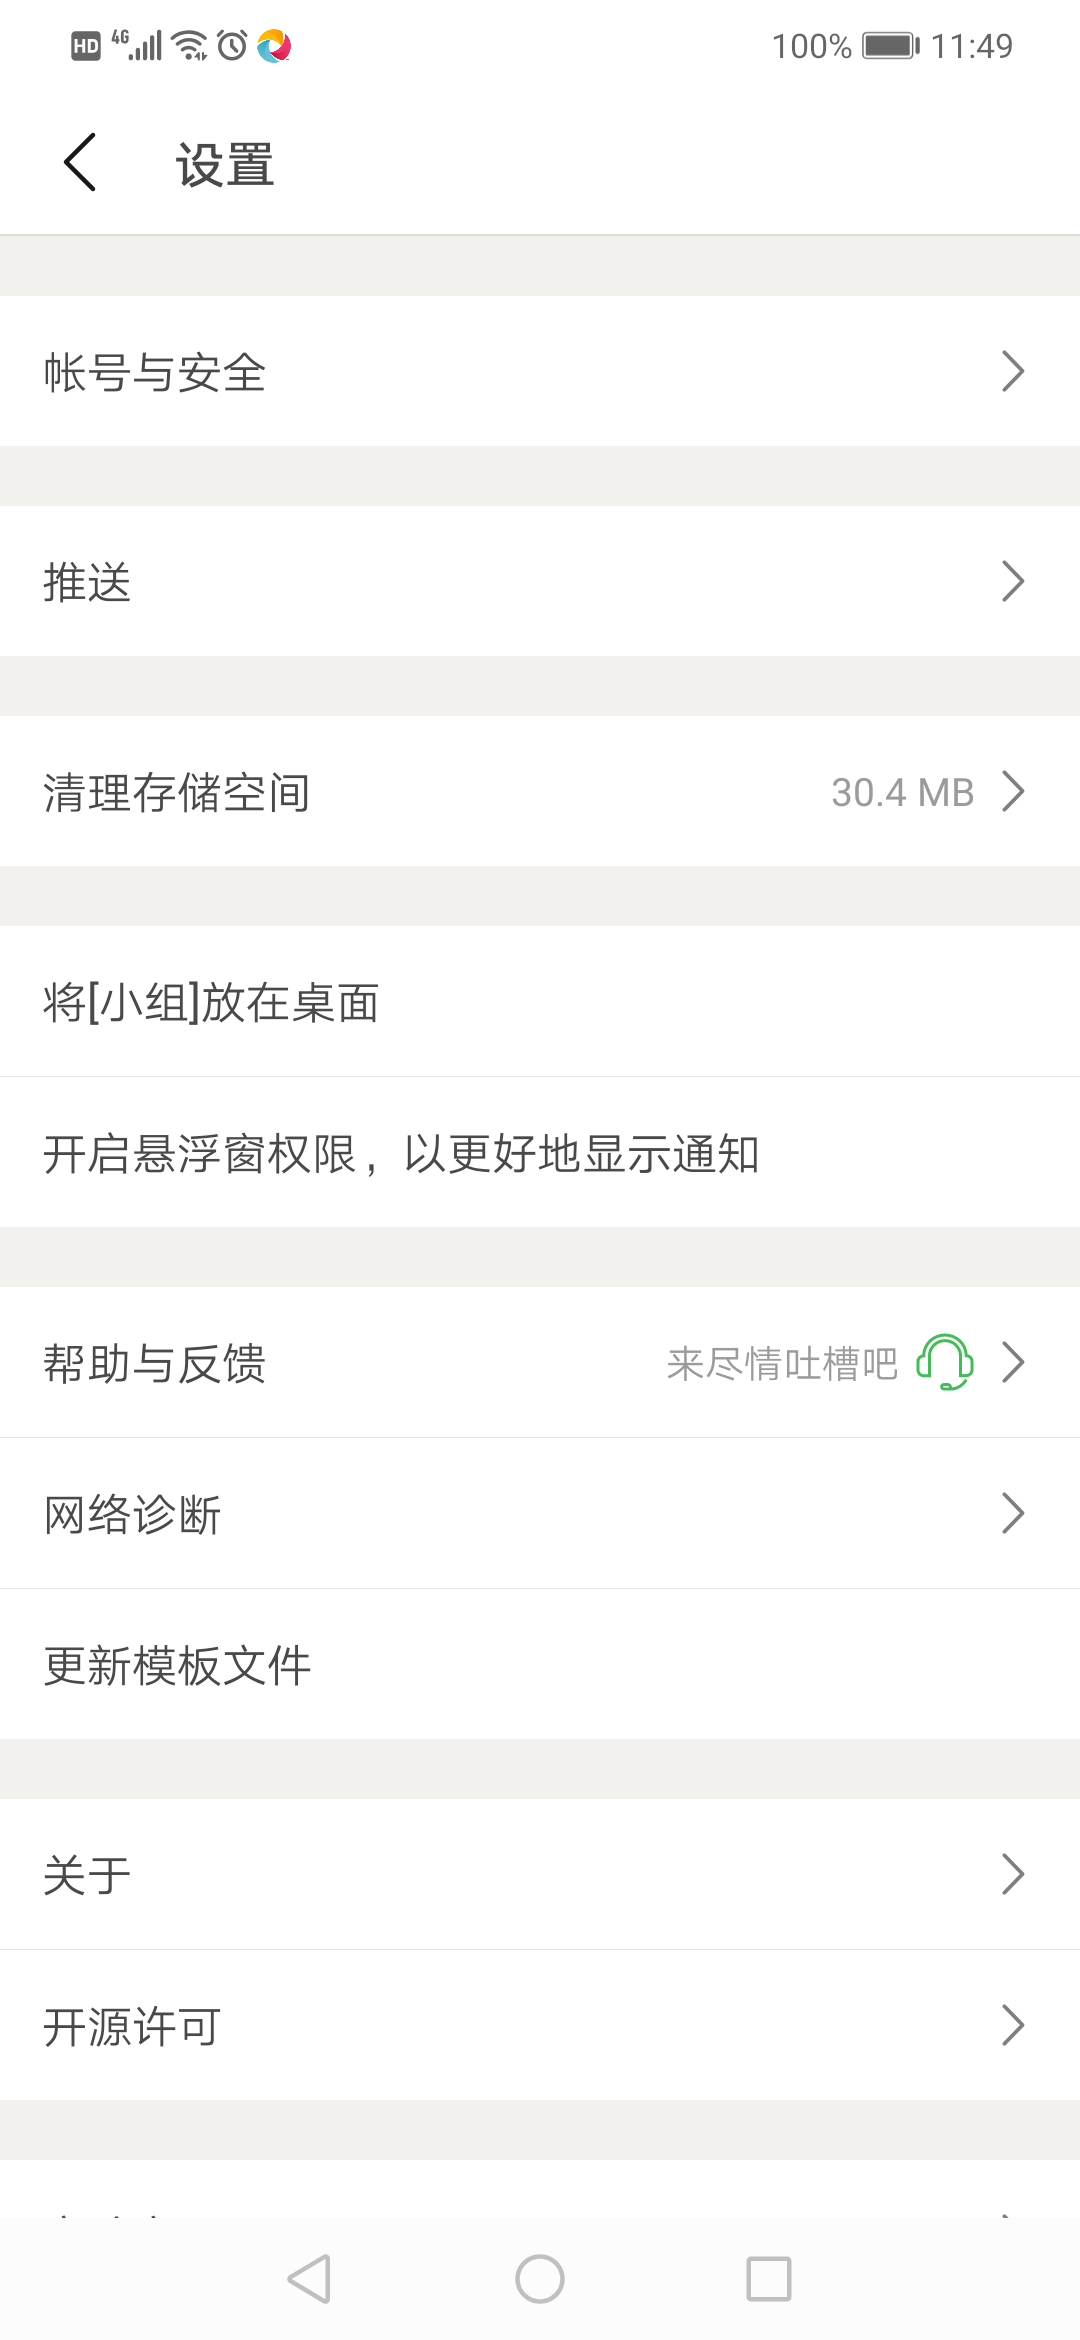 HD 4G 100% 11:49
设置
帐号与安全
推送
清理存储空间 30.4 MB
将[小组]放在桌面
开启悬浮窗权限，以更好地显示通知
帮助与反馈 来尽情吐槽吧
网络诊断
更新模板文件
关于
开源许可